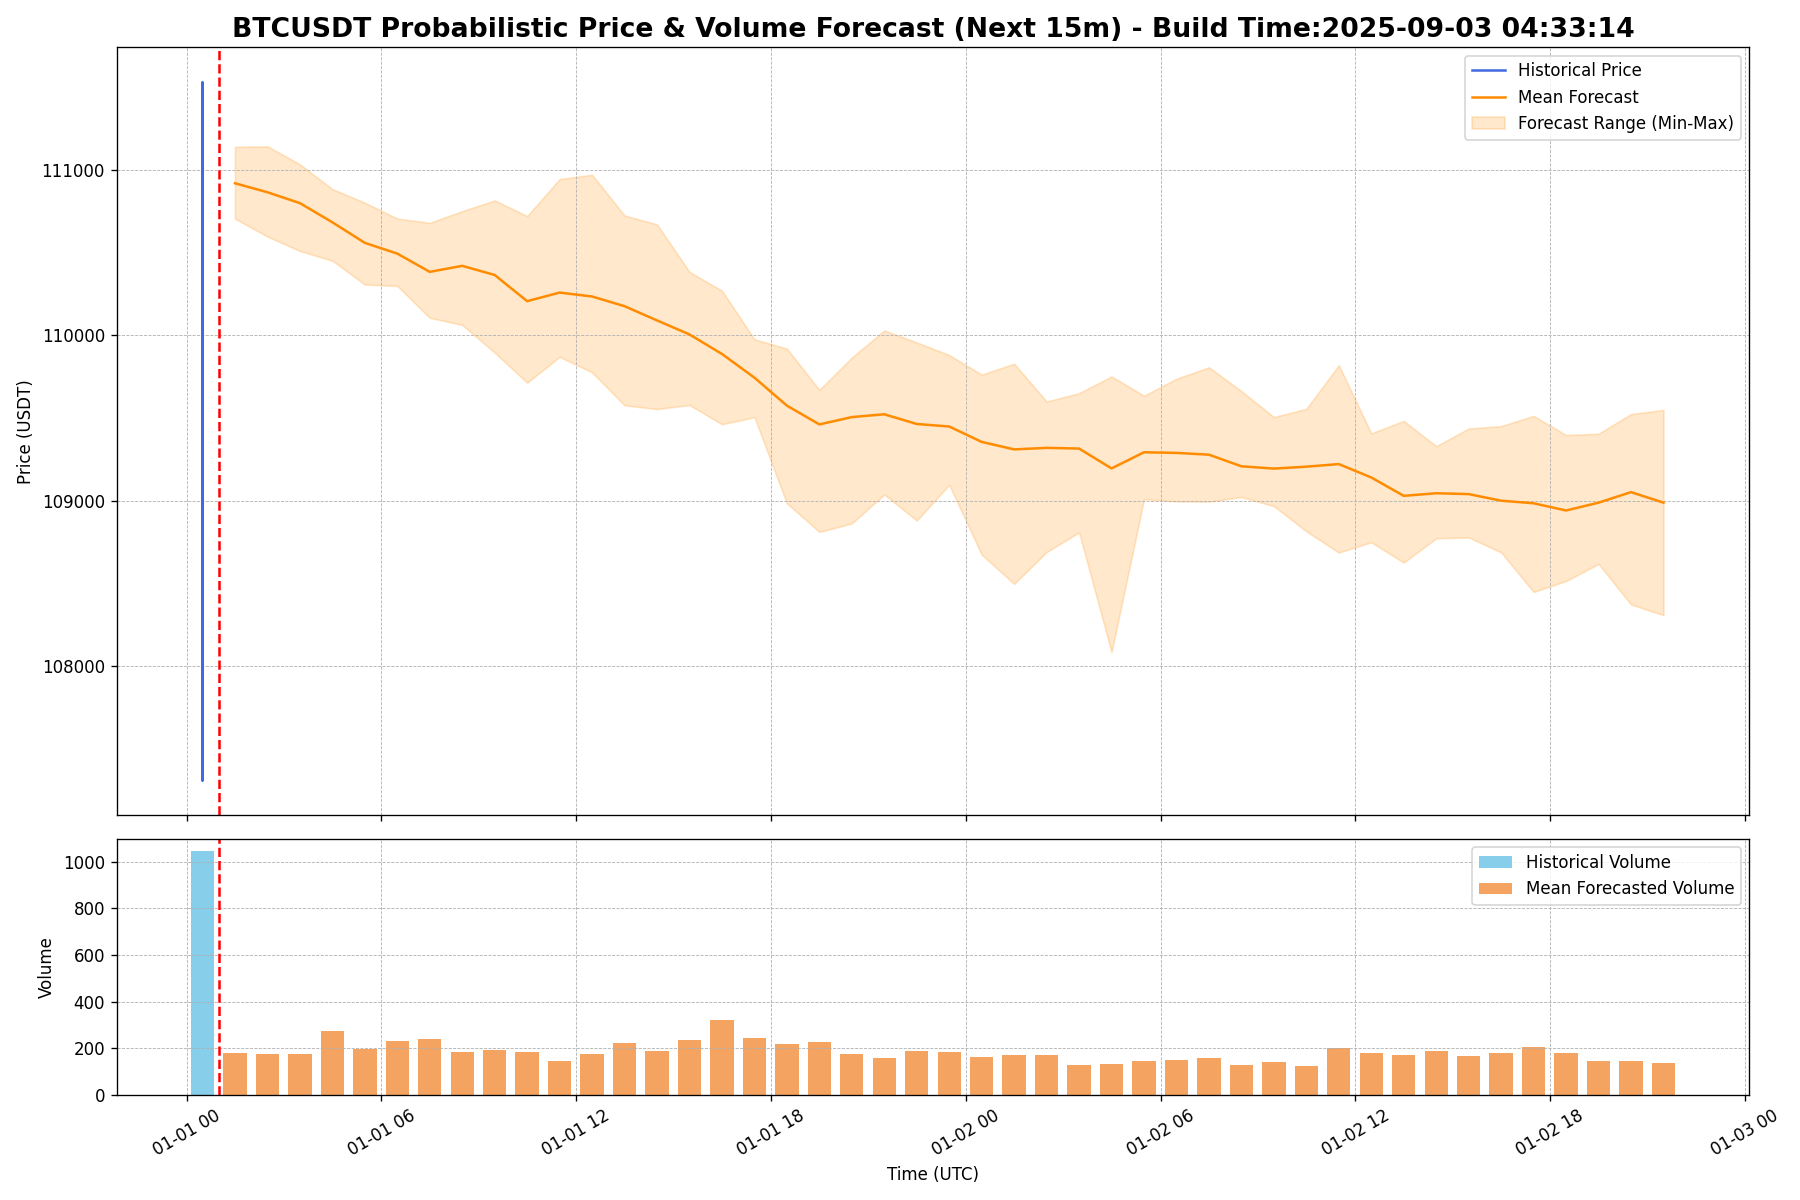 BTCUSDT Probabilistic Price & Volume Forecast (Next 15m) - Build Time:2025-09-03 04:33:14
Historical Price
Mean Forecast
Forecast Range (Min-Max)
Price (USDT)
111000
110000
109000
108000
Historical Volume
Mean Forecasted Volume
Volume
1000
800
600
400
200
0
01-01 00
01-01 06
01-01 12
01-01 18
01-02 00
01-02 06
01-02 12
01-02 18
01-03 00
Time (UTC)